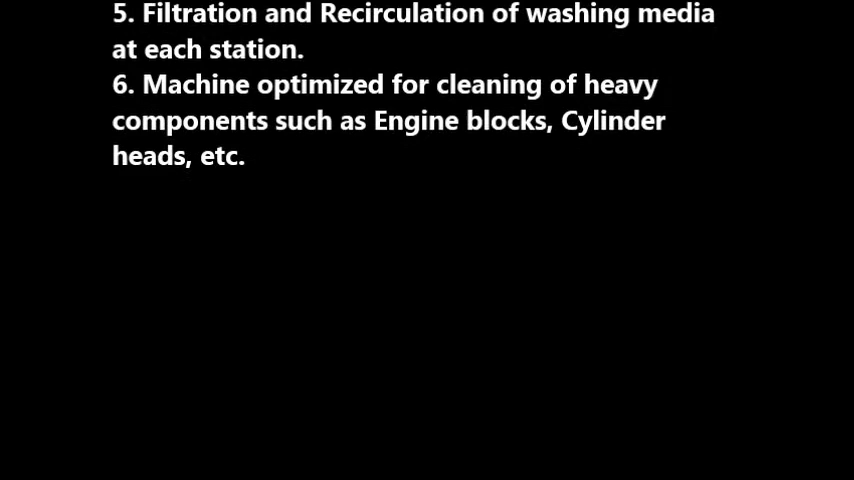 5. Filtration and Recirculation of washing media
at each station.
6. Machine optimized for cleaning of heavy
components such as Engine blocks, Cylinder
heads, etc.